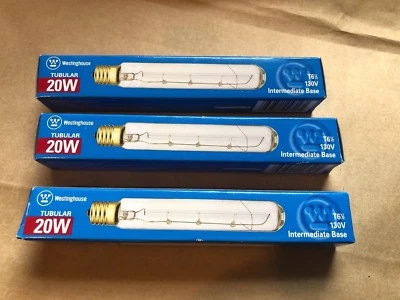 Westinghouse
TUBULAR
20W
T6½
130V
Intermediate Base
Westinghouse
TUBULAR
20W
T6½
130V
Intermediate Base
Westinghouse
TUBULAR
20W
T6½
130V
Intermediate Base